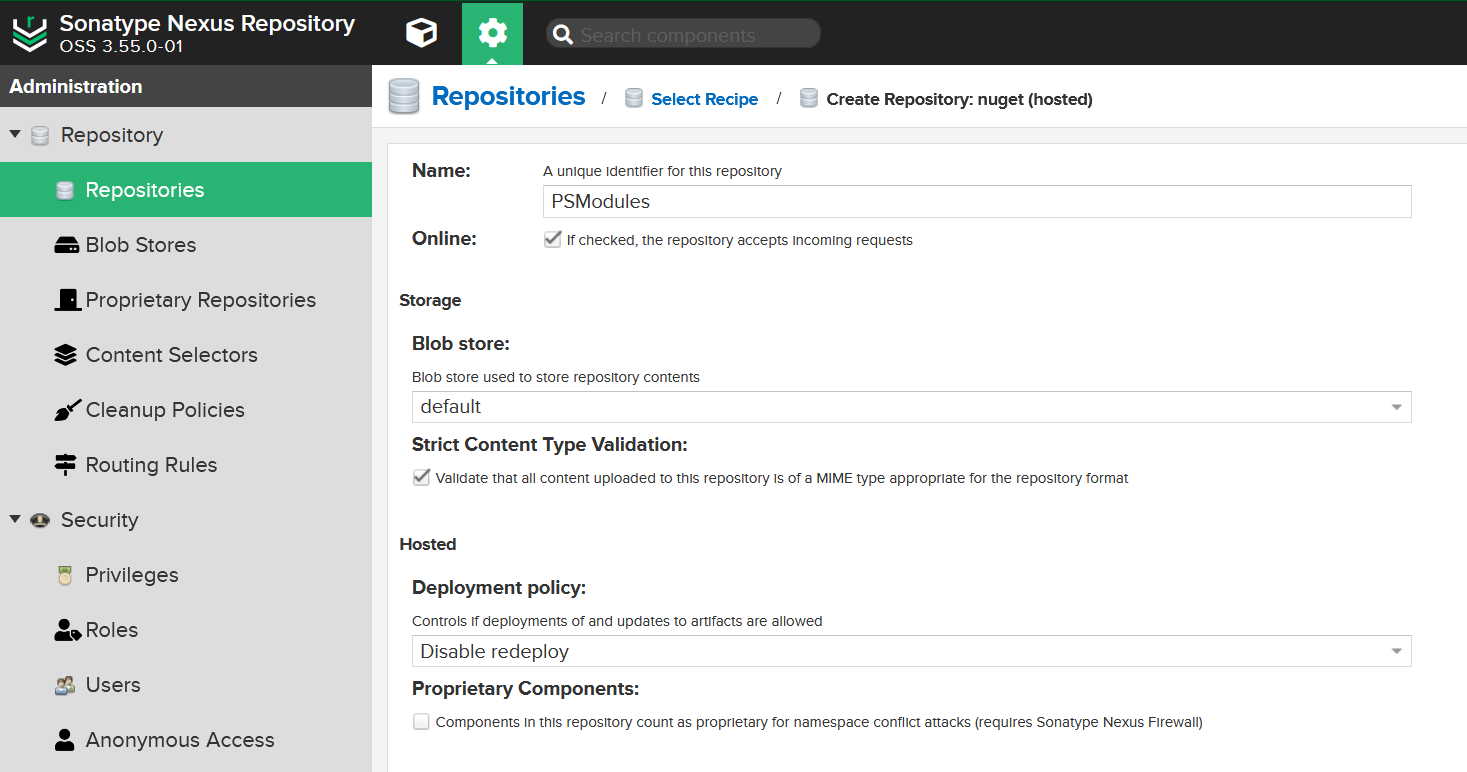 Sonatype Nexus Repository
OSS 3.55.0-01
Search components
Administration
Repository
Repositories
Blob Stores
Proprietary Repositories
Content Selectors
Cleanup Policies
Routing Rules
Security
Privileges
Roles
Users
Anonymous Access
Repositories / Select Recipe / Create Repository: nuget (hosted)
Name: A unique identifier for this repository
PSModules
Online: If checked, the repository accepts incoming requests
Storage
Blob store:
Blob store used to store repository contents
default
Strict Content Type Validation:
Validate that all content uploaded to this repository is of a MIME type appropriate for the repository format
Hosted
Deployment policy:
Controls if deployments of and updates to artifacts are allowed
Disable redeploy
Proprietary Components:
Components in this repository count as proprietary for namespace conflict attacks (requires Sonatype Nexus Firewall)